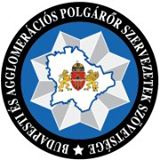 BUDAPESTI ÉS AGGLOMERÁCIÓS POLGÁRŐR SZERVEZETEK SZÖVETSÉGE